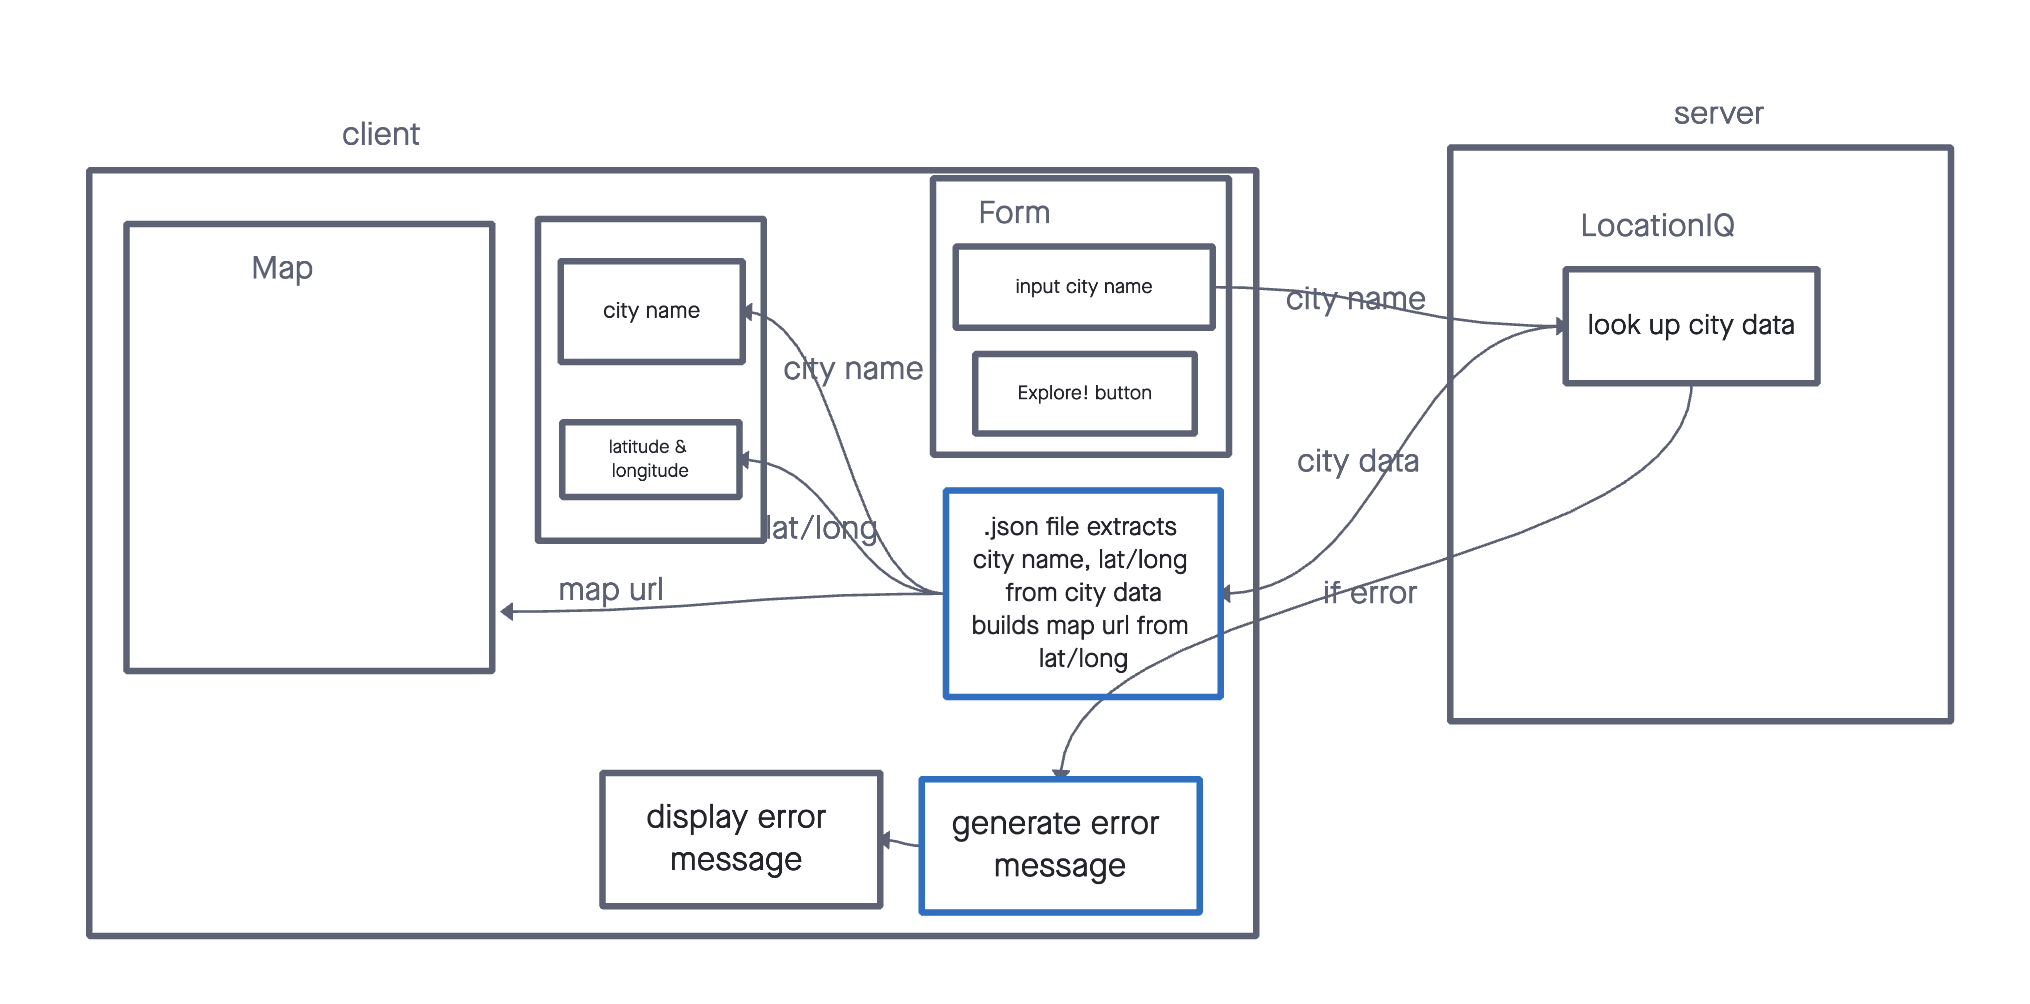 client
server
Map
city name
latitude &
longitude
city name
lat/long
map url
Form
input city name
Explore! button
.json file extracts
city name, lat/long
from city data
builds map url from
lat/long
city name
city data
if error
LocationIQ
look up city data
display error
message
generate error
message